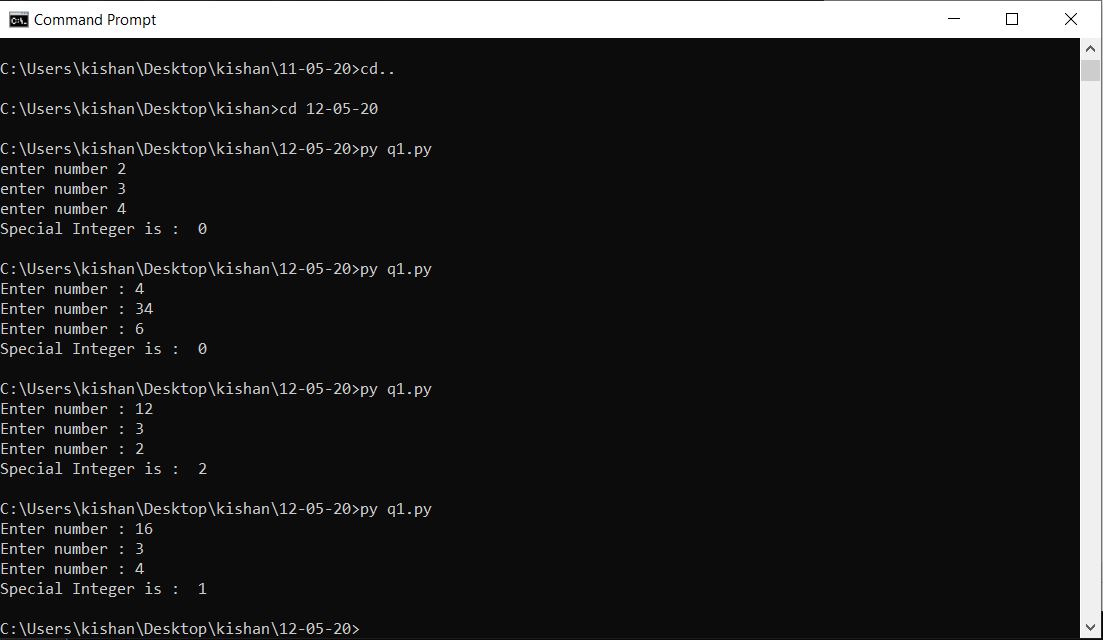 Command Prompt
C:\Users\kishan\Desktop\kishan\11-05-20>cd..
C:\Users\kishan\Desktop\kishan>cd 12-05-20
C:\Users\kishan\Desktop\kishan\12-05-20>py q1.py
enter number 2
enter number 3
enter number 4
Special Integer is :  0
C:\Users\kishan\Desktop\kishan\12-05-20>py q1.py
Enter number : 4
Enter number : 34
Enter number : 6
Special Integer is :  0
C:\Users\kishan\Desktop\kishan\12-05-20>py q1.py
Enter number : 12
Enter number : 3
Enter number : 2
Special Integer is :  2
C:\Users\kishan\Desktop\kishan\12-05-20>py q1.py
Enter number : 16
Enter number : 3
Enter number : 4
Special Integer is :  1
C:\Users\kishan\Desktop\kishan\12-05-20>